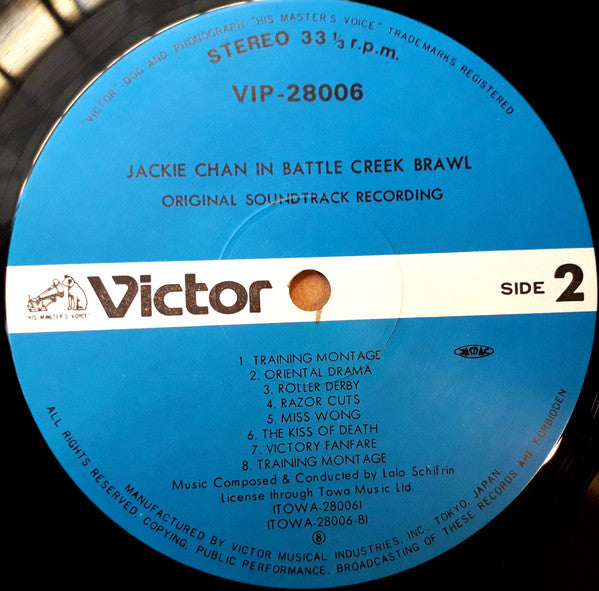 "VICTOR" DOG AND PHONOGRAPH "HIS MASTER'S VOICE" TRADEMARKS REGISTERED
STEREO 33 1/3 r.p.m.
VIP-28006
JACKIE CHAN IN BATTLE CREEK BRAWL
ORIGINAL SOUNDTRACK RECORDING
"HIS MASTER'S VOICE"
Victor
SIDE 2
1 TRAINING MONTAGE
JASRAC
2. ORIENTAL DRAMA
3. ROLLER DERBY
4. RAZOR CUTS
5. MISS WONG
6. THE KISS OF DEATH
7. VICTORY FANFARE
8. TRAINING MONTAGE
Music Composed & Conducted by Lalo Schifrin
License through Towa Music Ltd.
(TOWA-28006)
(TOWA-28006-B)
Ⓑ
MANUFACTURED BY VICTOR MUSICAL INDUSTRIES, INC., TOKYO, JAPAN.
ALL RIGHTS RESERVED, COPYING, PUBLIC PERFORMANCE, BROADCASTING OF THESE RECORDS ARE FORBIDDEN